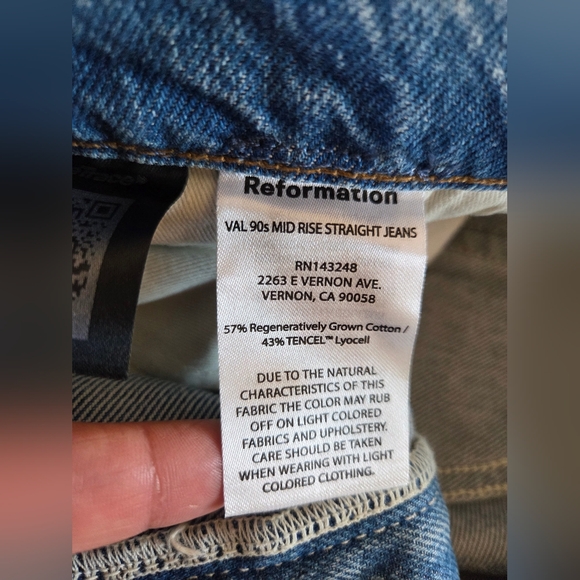 Reformation
VAL 90s MID RISE STRAIGHT JEANS
RN143248
2263 E VERNON AVE.
VERNON, CA 90058
57% Regeneratively Grown Cotton /
43% TENCEL™ Lyocell
DUE TO THE NATURAL
CHARACTERISTICS OF THIS
FABRIC THE COLOR MAY RUB
OFF ON LIGHT COLORED
FABRICS AND UPHOLSTERY.
CARE SHOULD BE TAKEN
WHEN WEARING WITH LIGHT
COLORED CLOTHING.